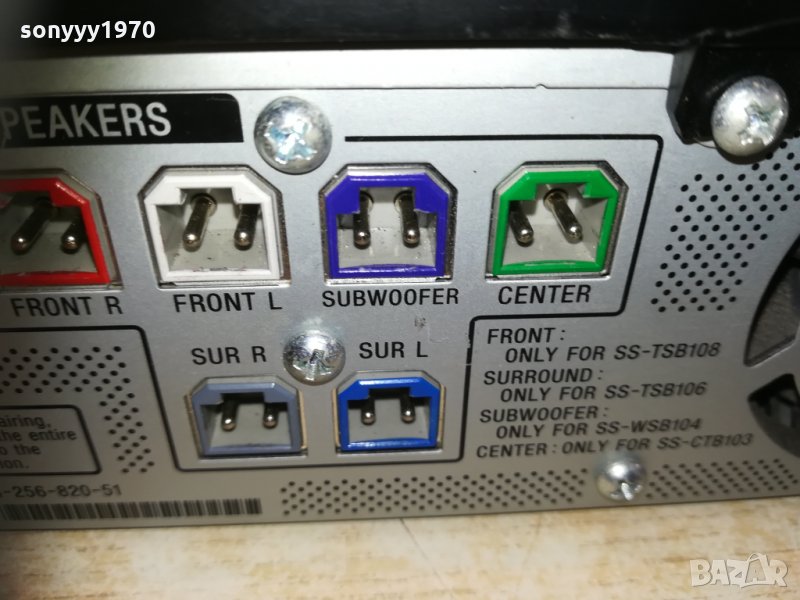 sonyyy1970
PEAKERS
FRONT R
FRONT L
SUBWOOFER
CENTER
SUR R
SUR L
FRONT :
ONLY FOR SS-TSB108
SURROUND :
ONLY FOR SS-TSB106
SUBWOOFER :
ONLY FOR SS-WSB104
CENTER : ONLY FOR SS-CTB103
airing,
the entire
to the
-256-820-51
BAZAR